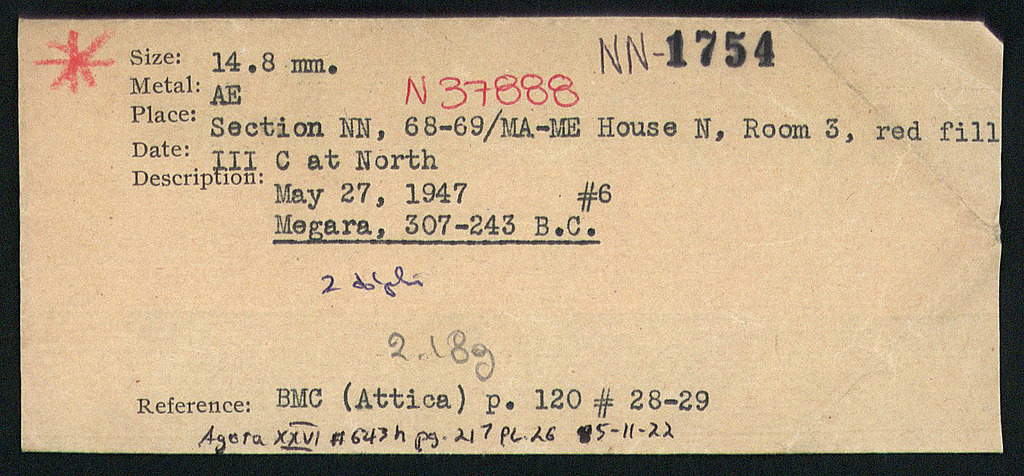 NN-1754
Size: 14.8 mm.
N 37888
Metal: AE
Place: Section NN, 68-69/MA-ME House N, Room 3, red fill
Date: III C at North
Description: May 27, 1947 #6
Megara, 307-243 B.C.
2
2.18g
Reference: BMC (Attica) p. 120 # 28-29
Agora XXVI #643h pg. 217 PL. 26 5-11-22